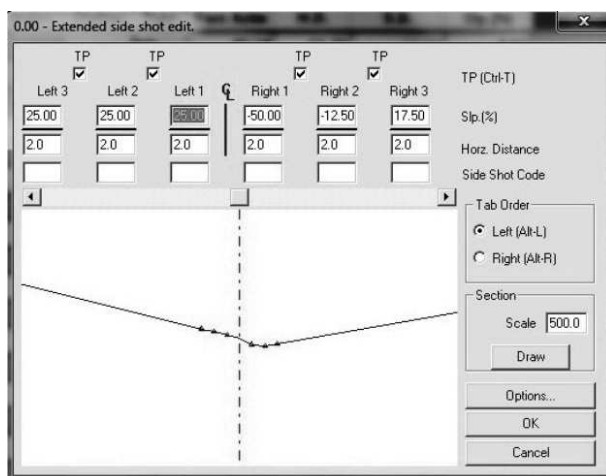 0.00 - Extended side shot edit.
TP TP TP TP TP (Ctrl-T)
Left 3 Left 2 Left 1 CL Right 1 Right 2 Right 3
25.00 25.00 25.00 -50.00 -12.50 17.50 Slp.(%)
2.0 2.0 2.0 2.0 2.0 2.0 Horz. Distance
Side Shot Code
Tab Order
Left (Alt-L)
Right (Alt-R)
Section
Scale 500.0
Draw
Options...
OK
Cancel